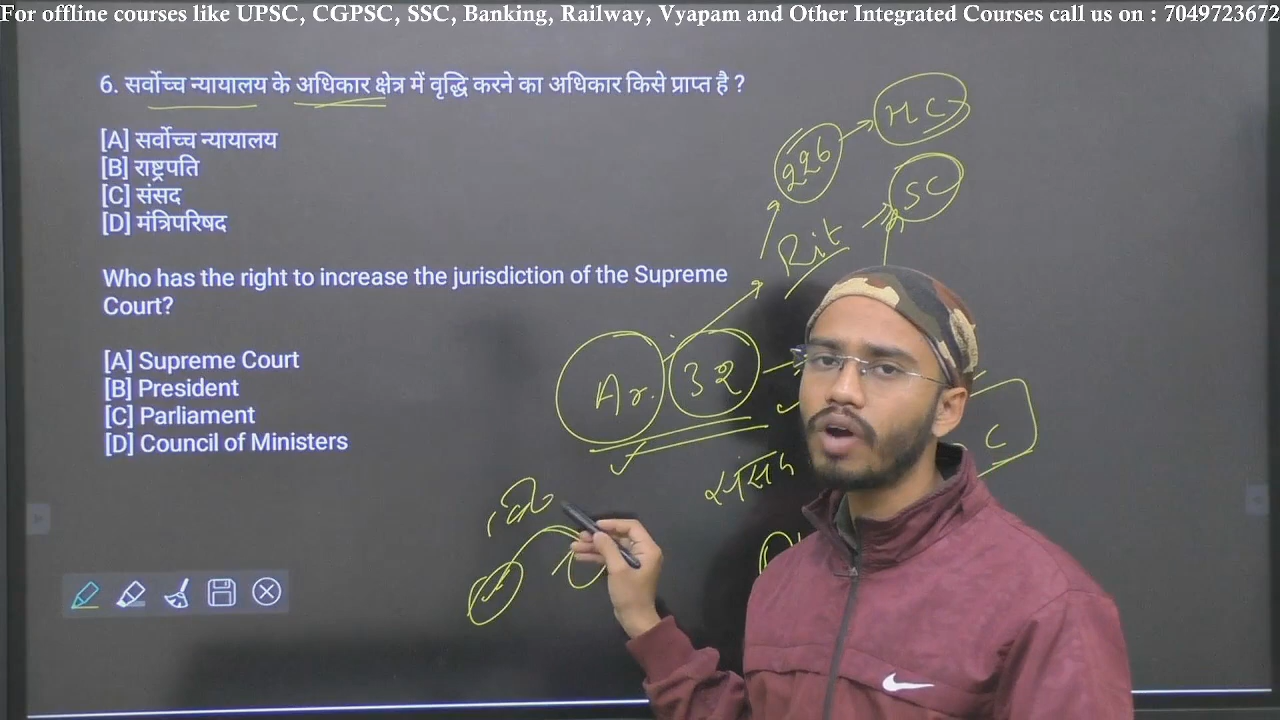 For offline courses like UPSC, CGPSC, SSC, Banking, Railway, Vyapam and Other Integrated Courses call us on : 7049723672
6. सर्वोच्च न्यायालय के अधिकार क्षेत्र में वृद्धि करने का अधिकार किसे प्राप्त है ?
[A] सर्वोच्च न्यायालय
[B] राष्ट्रपति
[C] संसद
[D] मंत्रिपरिषद
Who has the right to increase the jurisdiction of the Supreme
Court?
[A] Supreme Court
[B] President
[C] Parliament
[D] Council of Ministers
226 HC
Rit SC
Ar. 32
C
संसद